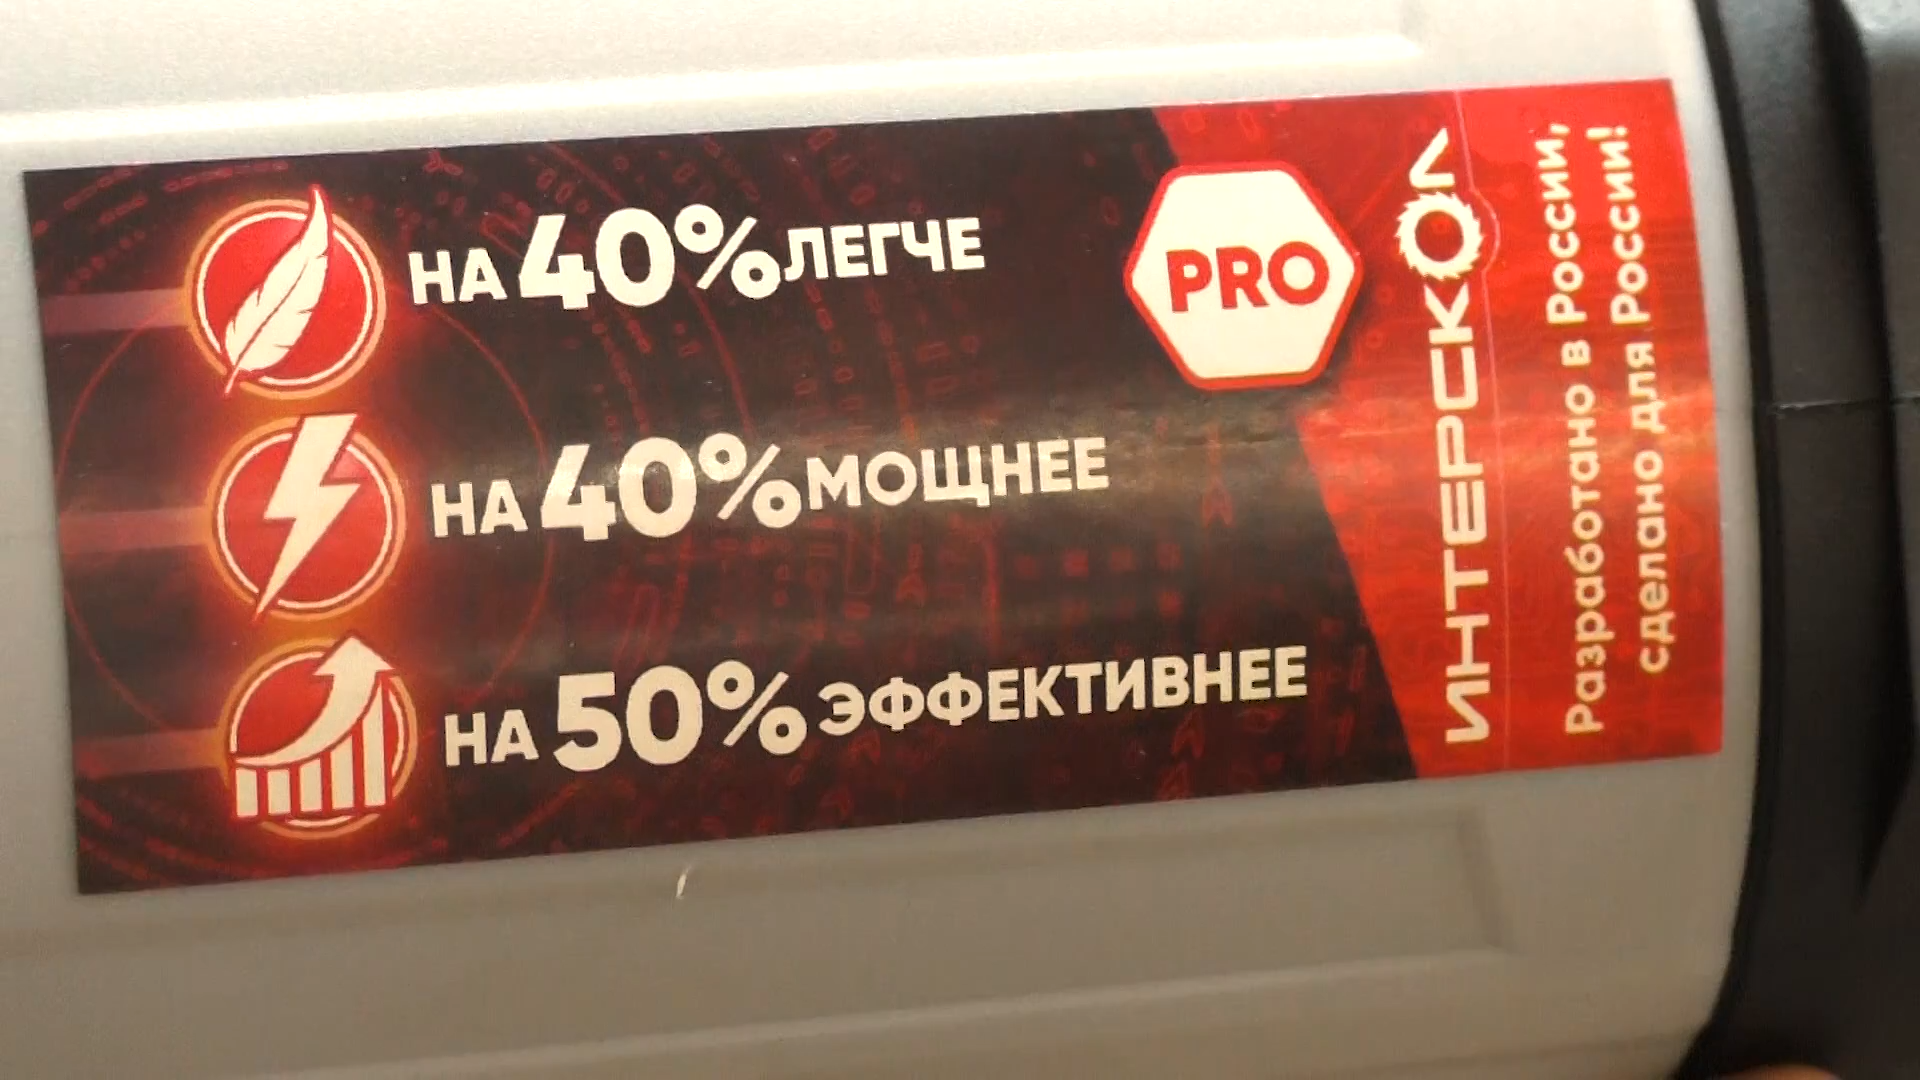 НА 40% ЛЕГЧЕ
НА 40% МОЩНЕЕ
НА 50% ЭФФЕКТИВНЕЕ
PRO
ИНТЕРСКОЛ
Разработано в России,
сделано для России!